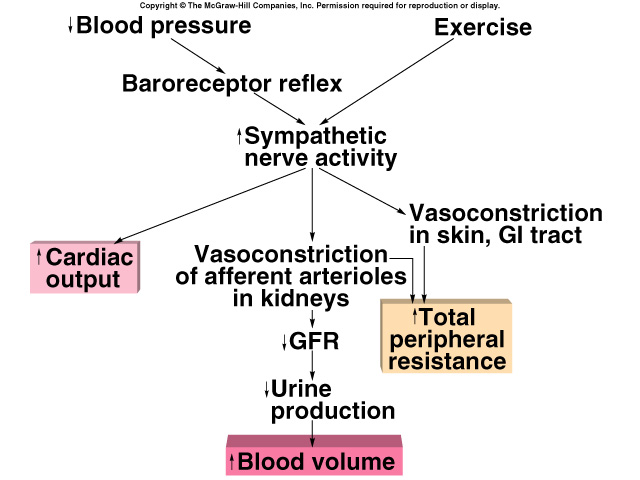 Copyright © The McGraw-Hill Companies, Inc. Permission required for reproduction or display.
↓Blood pressure
Exercise
Baroreceptor reflex
↑Sympathetic
nerve activity
Vasoconstriction
in skin, GI tract
↑Cardiac
output
Vasoconstriction
of afferent arterioles
in kidneys
↑Total
peripheral
resistance
↓GFR
↓Urine
production
↑Blood volume